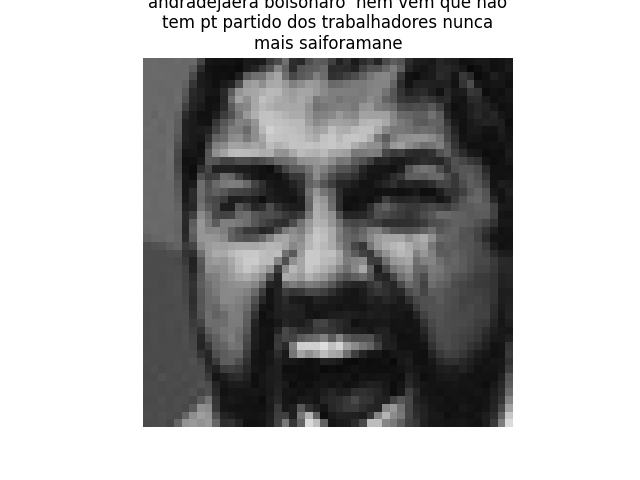 andradejaera bolsonaro  nem vem que não
tem pt partido dos trabalhadores nunca
mais saiforamane